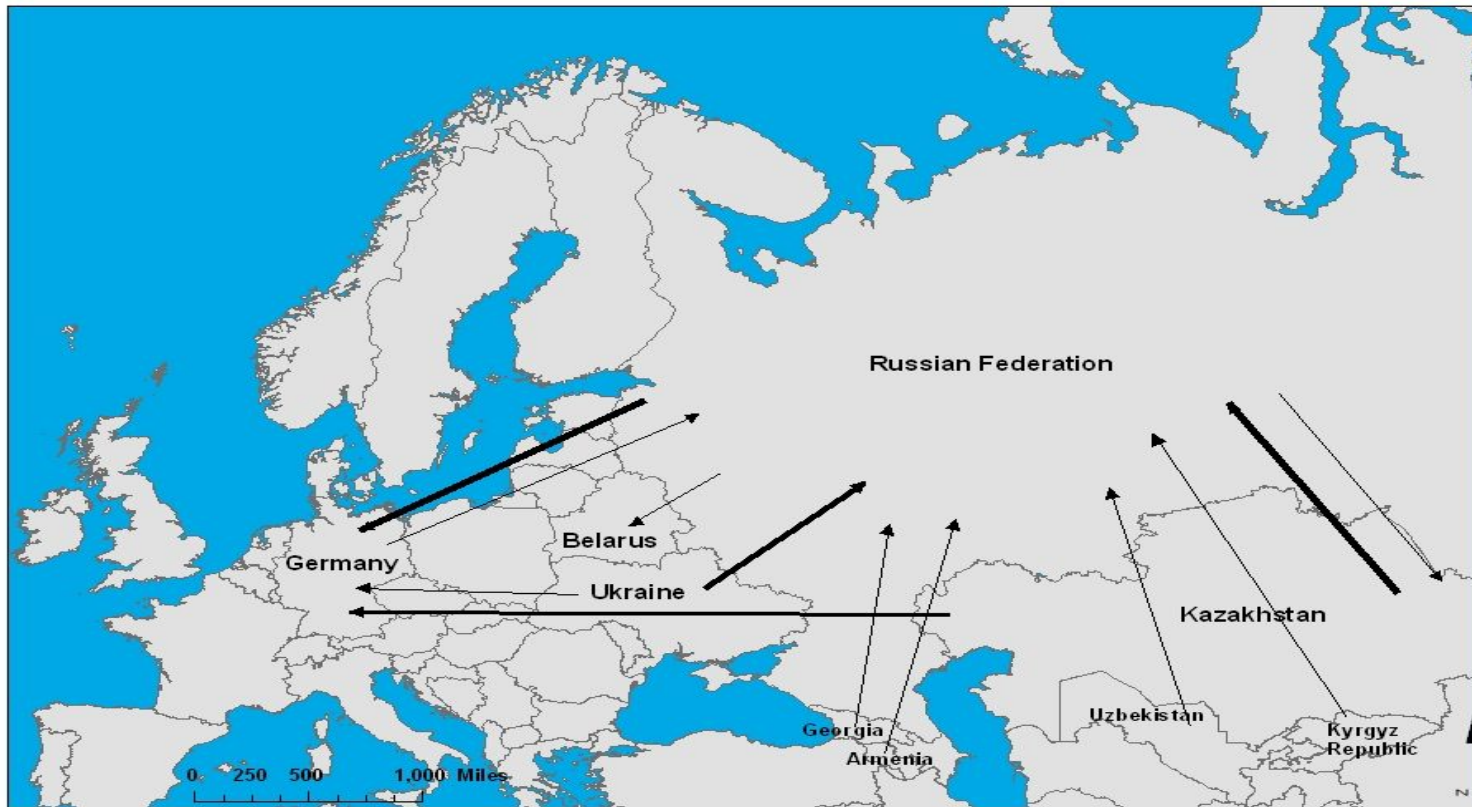 Russian Federation
Belarus
Germany
Ukraine
Kazakhstan
Uzbekistan
Georgia
Kyrgyz
Republic
Armenia
0 250 500 1,000 Miles
N